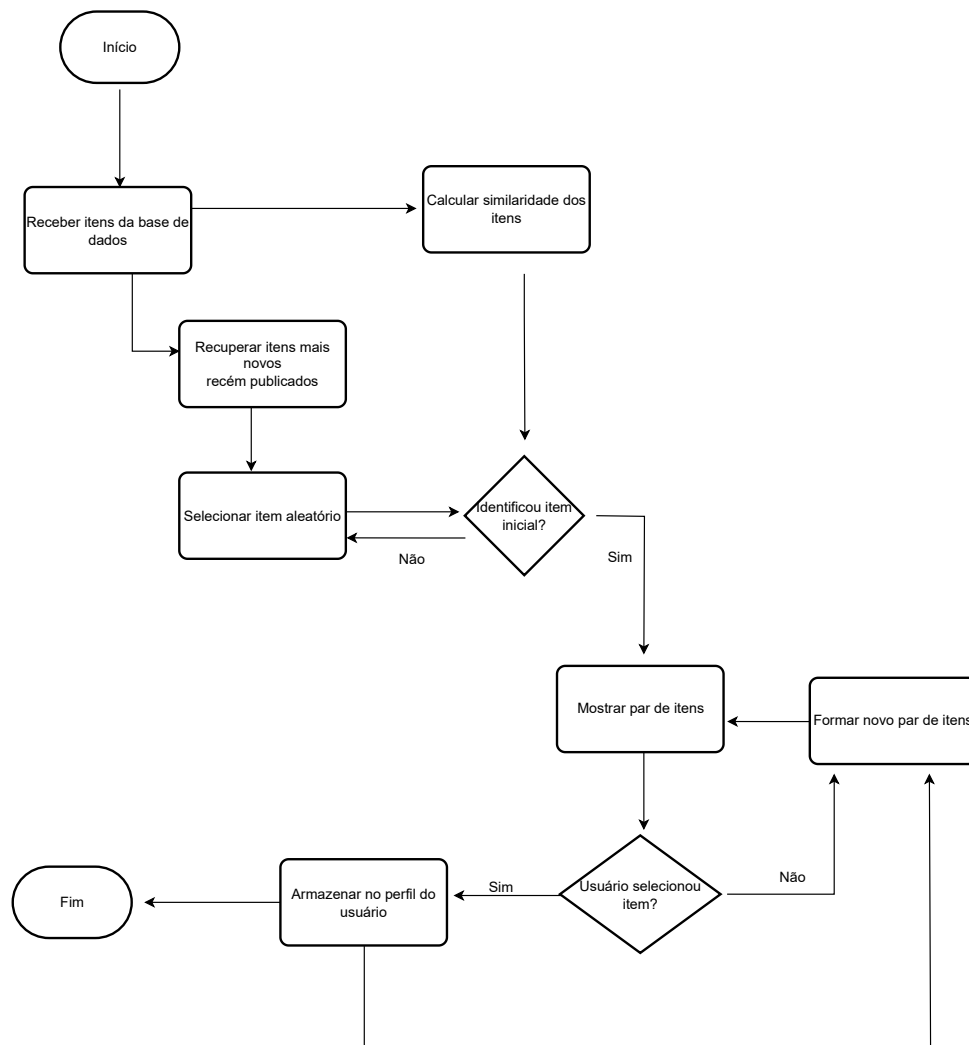 Início
Receber itens da base de
dados
Calcular similaridade dos
itens
Recuperar itens mais
novos
recém publicados
Selecionar item aleatório
Identificou item
inicial?
Não
Sim
Mostrar par de itens
Formar novo par de itens
Usuário selecionou
item?
Não
Sim
Armazenar no perfil do
usuário
Fim